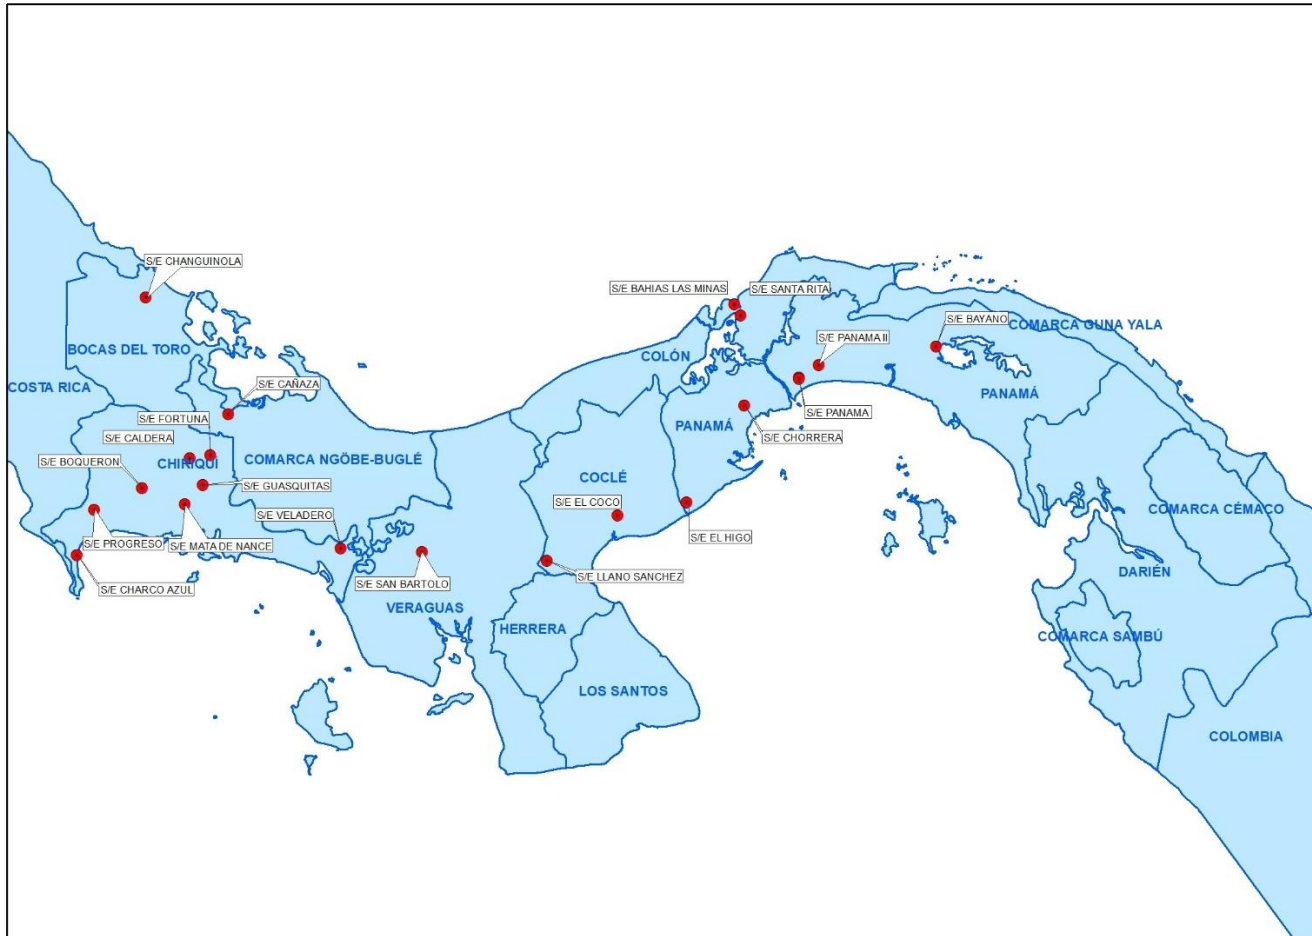 S/E CHANGUINOLA
S/E BAHIAS LAS MINAS
S/E SANTA RITA
S/E BAYANO
COMARCA GUNA YALA
S/E PANAMA II
BOCAS DEL TORO
COLÓN
COSTA RICA
S/E CAÑAZA
PANAMÁ
S/E FORTUNA
S/E PANAMA
PANAMÁ
S/E CALDERA
S/E CHORRERA
S/E BOQUERON
CHIRIQUÍ
COMARCA NGÖBE-BUGLÉ
COCLÉ
S/E GUASQUITAS
S/E EL COCO
COMARCA CÉMACO
S/E VELADERO
S/E EL HIGO
S/E PROGRESO
S/E MATA DE NANCE
S/E LLANO SANCHEZ
DARIÉN
S/E CHARCO AZUL
S/E SAN BARTOLO
VERAGUAS
HERRERA
COMARCA SAMBÚ
LOS SANTOS
COLOMBIA